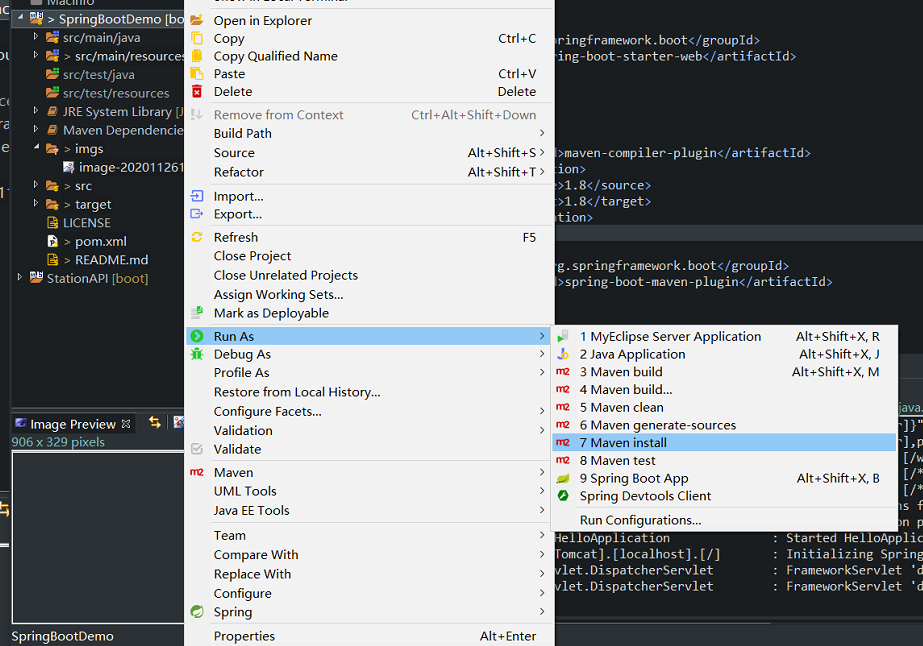 MacInfo
> SpringBootDemo [boo
src/main/java
> src/main/resources
src/test/java
src/test/resources
JRE System Library [J
Maven Dependencie
> imgs
image-202011261
> src
> target
LICENSE
> pom.xml
> README.md
StationAPI [boot]
Image Preview
906 x 329 pixels
SpringBootDemo
Open in Explorer
Copy Ctrl+C
Copy Qualified Name
Paste Ctrl+V
Delete Delete
Remove from Context Ctrl+Alt+Shift+Down
Build Path
Source Alt+Shift+S
Refactor Alt+Shift+T
Import...
Export...
Refresh F5
Close Project
Close Unrelated Projects
Assign Working Sets...
Mark as Deployable
Run As
Debug As
Profile As
Restore from Local History...
Configure Facets...
Validation
Validate
Maven
UML Tools
Java EE Tools
Team
Compare With
Replace With
Configure
Spring
Properties Alt+Enter
1 MyEclipse Server Application Alt+Shift+X, R
2 Java Application Alt+Shift+X, J
3 Maven build Alt+Shift+X, M
4 Maven build...
5 Maven clean
6 Maven generate-sources
7 Maven install
8 Maven test
9 Spring Boot App Alt+Shift+X, B
Spring Devtools Client
Run Configurations...
ringframework.boot</groupId>
ring-boot-starter-web</artifactId>
>maven-compiler-plugin</artifactId>
ion>
>1.8</source>
>1.8</target>
ation>
rg.springframework.boot</groupId>
>spring-boot-maven-plugin</artifactId>
java.
HelloApplication : Started HelloApplic
Tomcat].[localhost].[/] : Initializing Spring
vlet.DispatcherServlet : FrameworkServlet 'd
vlet.DispatcherServlet : FrameworkServlet 'd